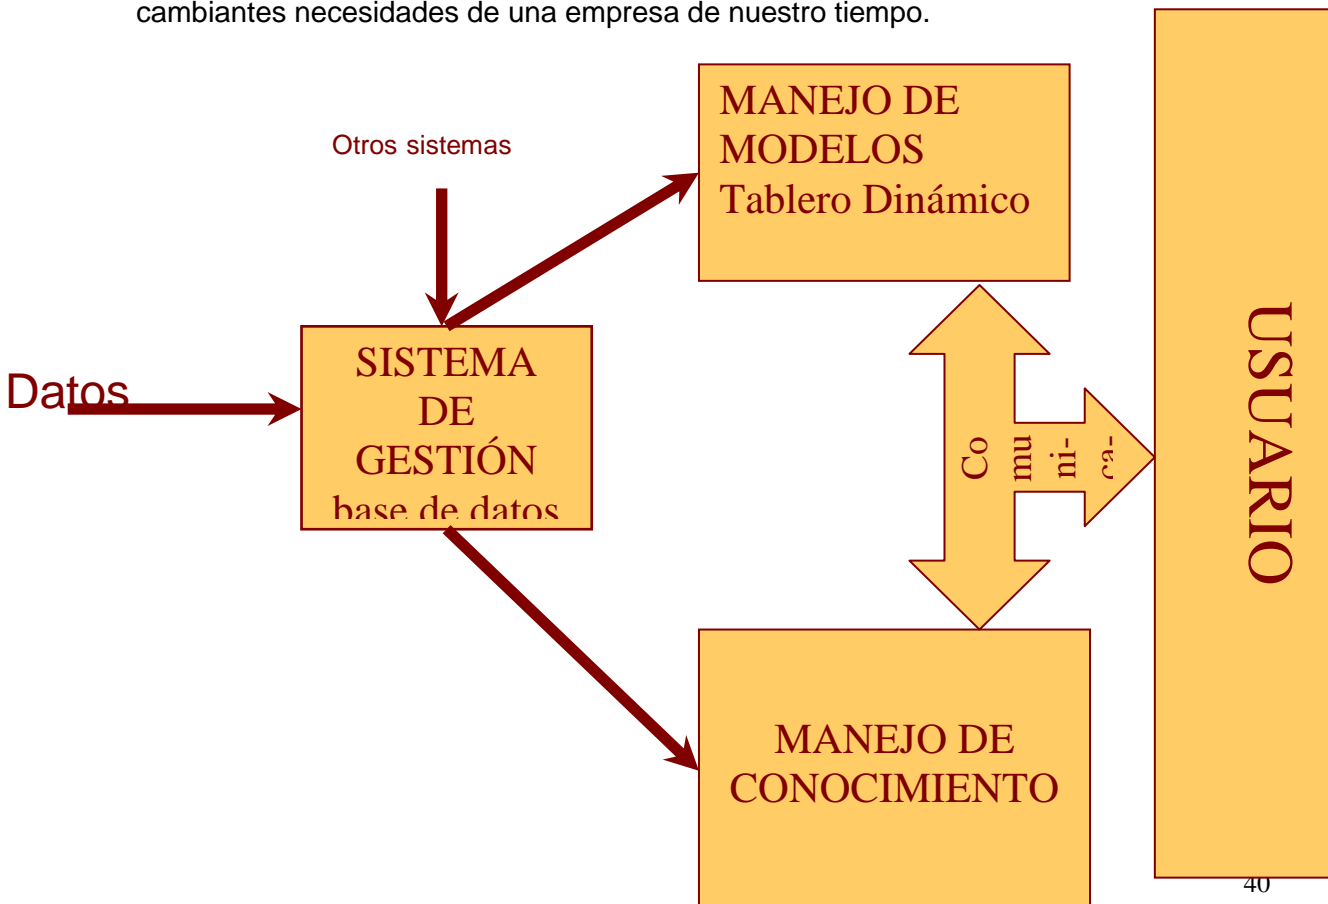 cambiantes necesidades de una empresa de nuestro tiempo.
Otros sistemas
MANEJO DE
MODELOS
Tablero Dinámico
Datos
SISTEMA
DE
GESTIÓN
base de datos
Co
mu
ni-
ca-
USUARIO
MANEJO DE
CONOCIMIENTO
40